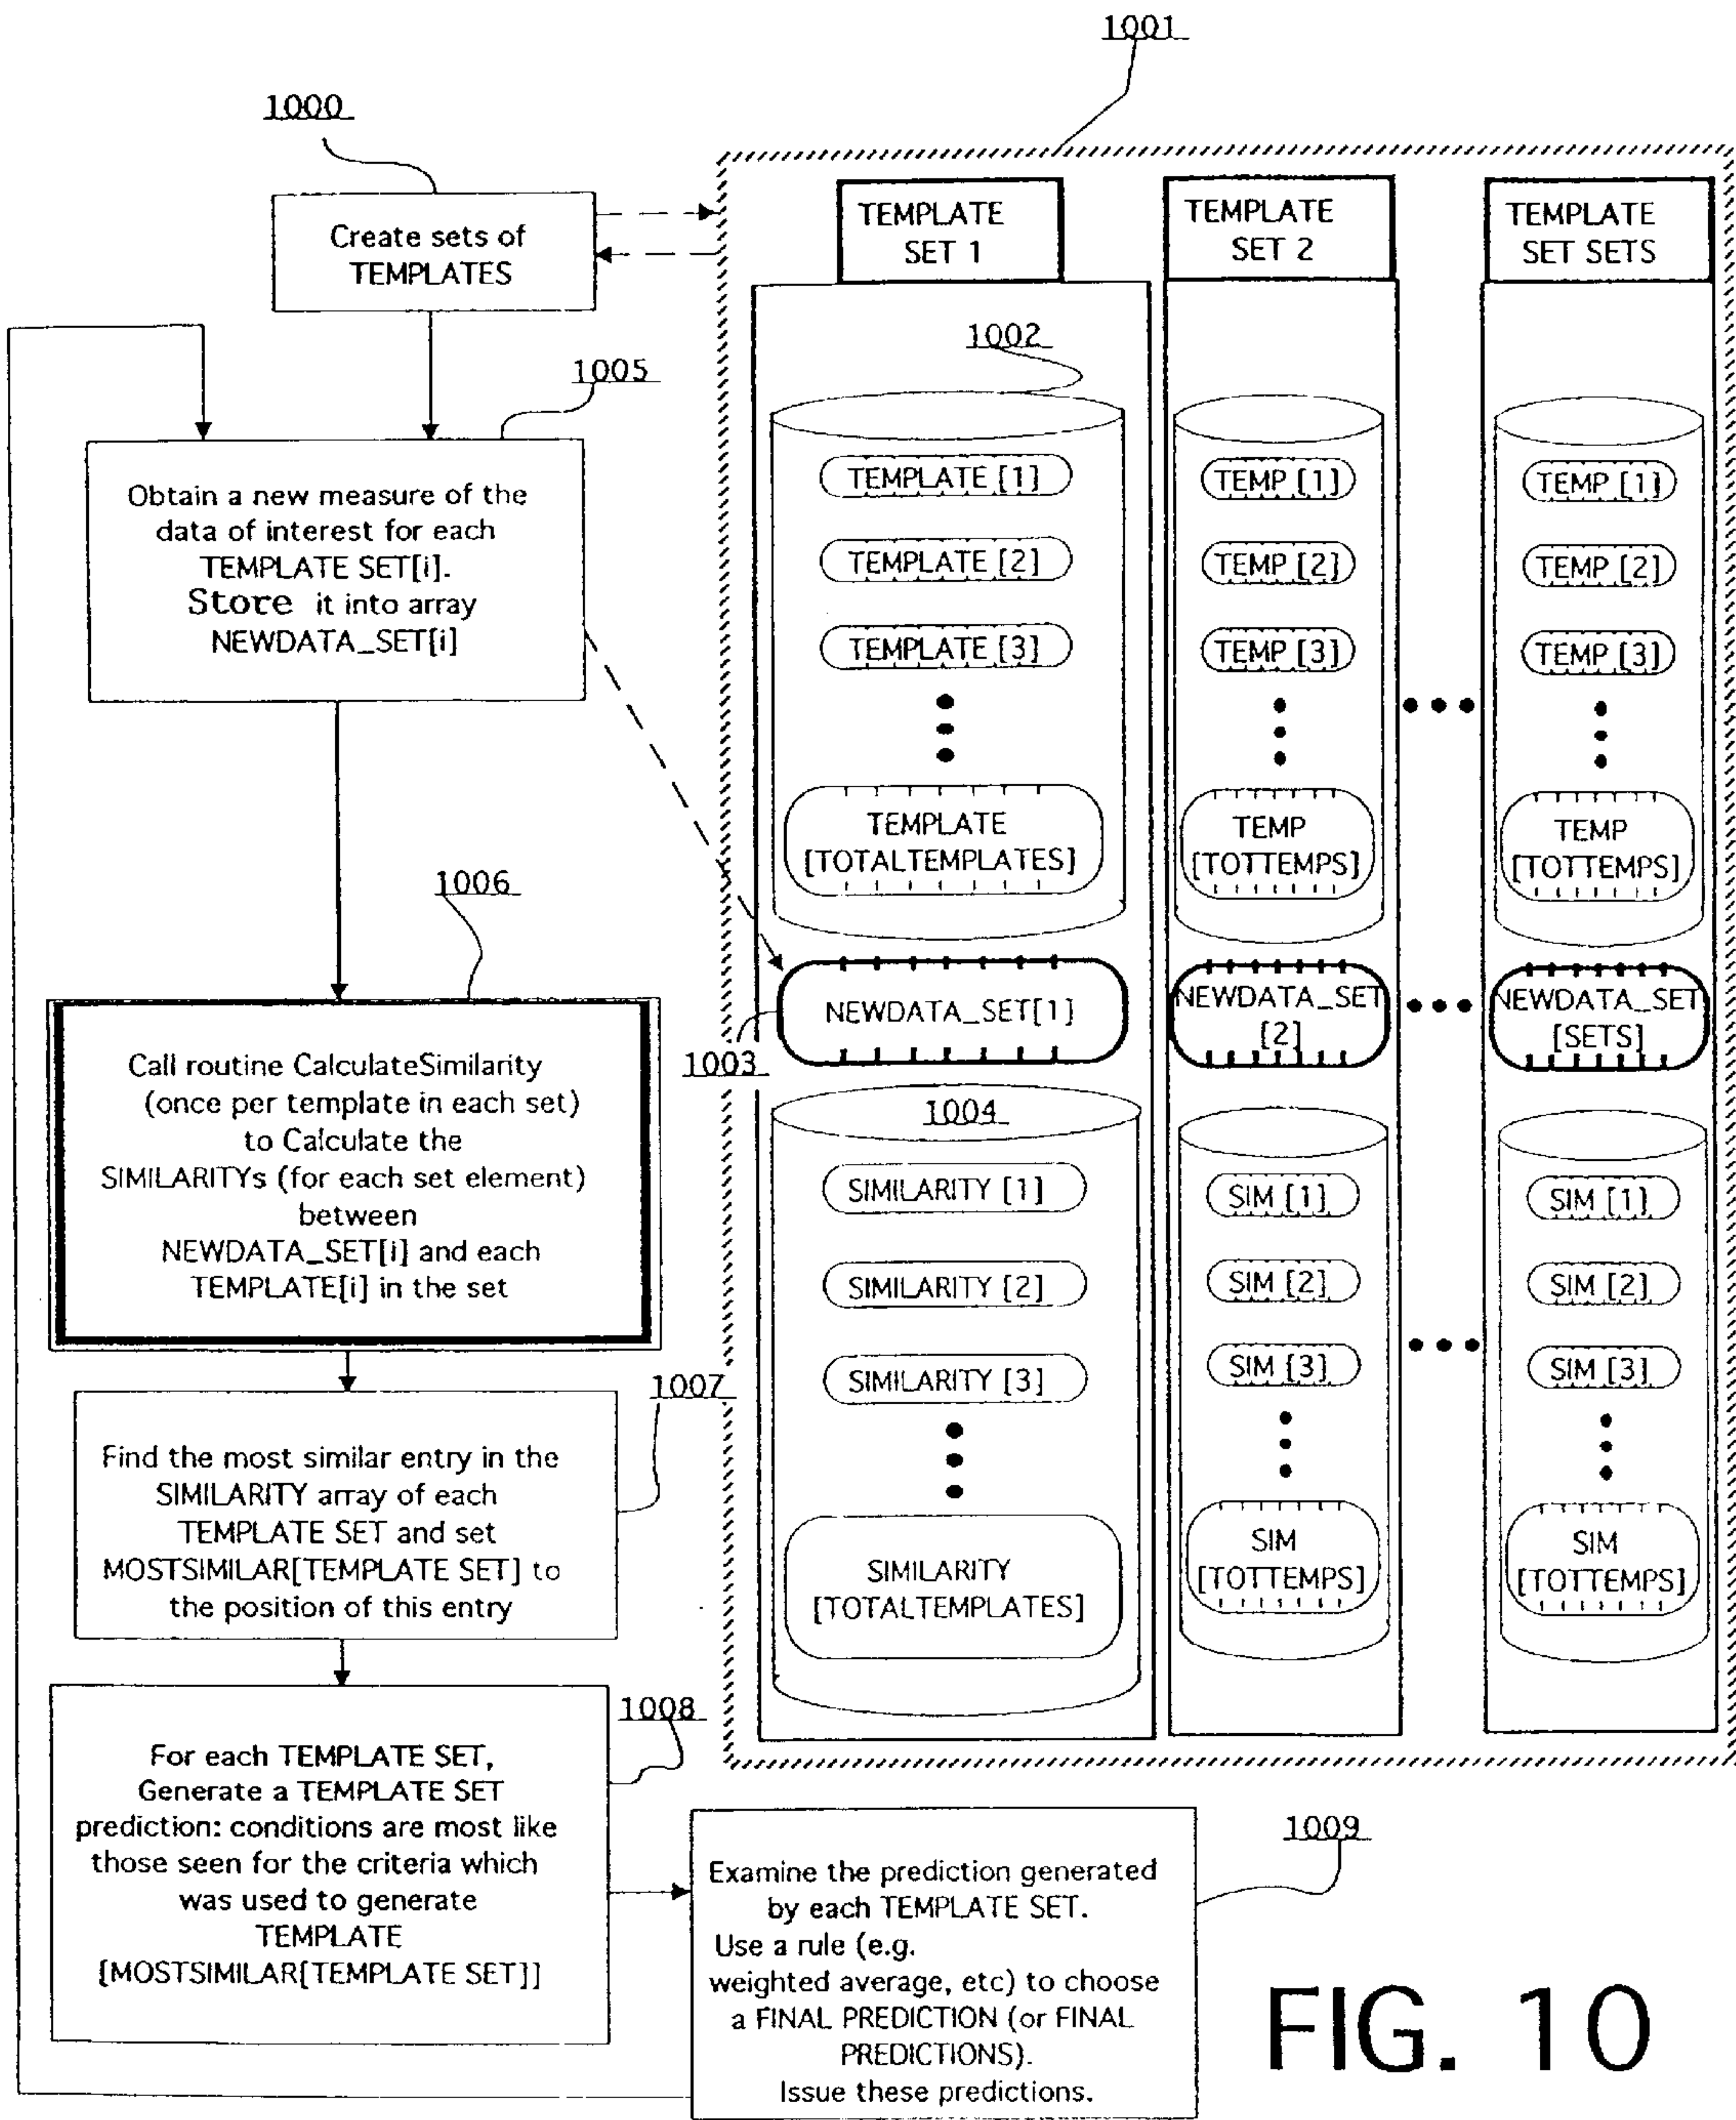 1001
1000
Create sets of
TEMPLATES
1005
Obtain a new measure of the
data of interest for each
TEMPLATE SET[i].
Store it into array
NEWDATA_SET[i]
1006
Call routine CalculateSimilarity
(once per template in each set)
to Calculate the
SIMILARITYs (for each set element)
between
NEWDATA_SET[i] and each
TEMPLATE[i] in the set
1007
Find the most similar entry in the
SIMILARITY array of each
TEMPLATE SET and set
MOSTSIMILAR[TEMPLATE SET] to
the position of this entry
1008
For each TEMPLATE SET,
Generate a TEMPLATE SET
prediction: conditions are most like
those seen for the criteria which
was used to generate
TEMPLATE
[MOSTSIMILAR[TEMPLATE SET]]
1009
Examine the prediction generated
by each TEMPLATE SET.
Use a rule (e.g.
weighted average, etc) to choose
a FINAL PREDICTION (or FINAL
PREDICTIONS).
Issue these predictions.
TEMPLATE
SET 1
1002
TEMPLATE [1]
TEMPLATE [2]
TEMPLATE [3]
TEMPLATE
[TOTALTEMPLATES]
1003
NEWDATA_SET[1]
1004
SIMILARITY [1]
SIMILARITY [2]
SIMILARITY [3]
SIMILARITY
[TOTALTEMPLATES]
TEMPLATE
SET 2
TEMP [1]
TEMP [2]
TEMP [3]
TEMP
[TOTTEMPS]
NEWDATA_SET
[2]
SIM [1]
SIM [2]
SIM [3]
SIM
[TOTTEMPS]
TEMPLATE
SET SETS
TEMP [1]
TEMP [2]
TEMP [3]
TEMP
[TOTTEMPS]
NEWDATA_SET
[SETS]
SIM [1]
SIM [2]
SIM [3]
SIM
[TOTTEMPS]
FIG. 10